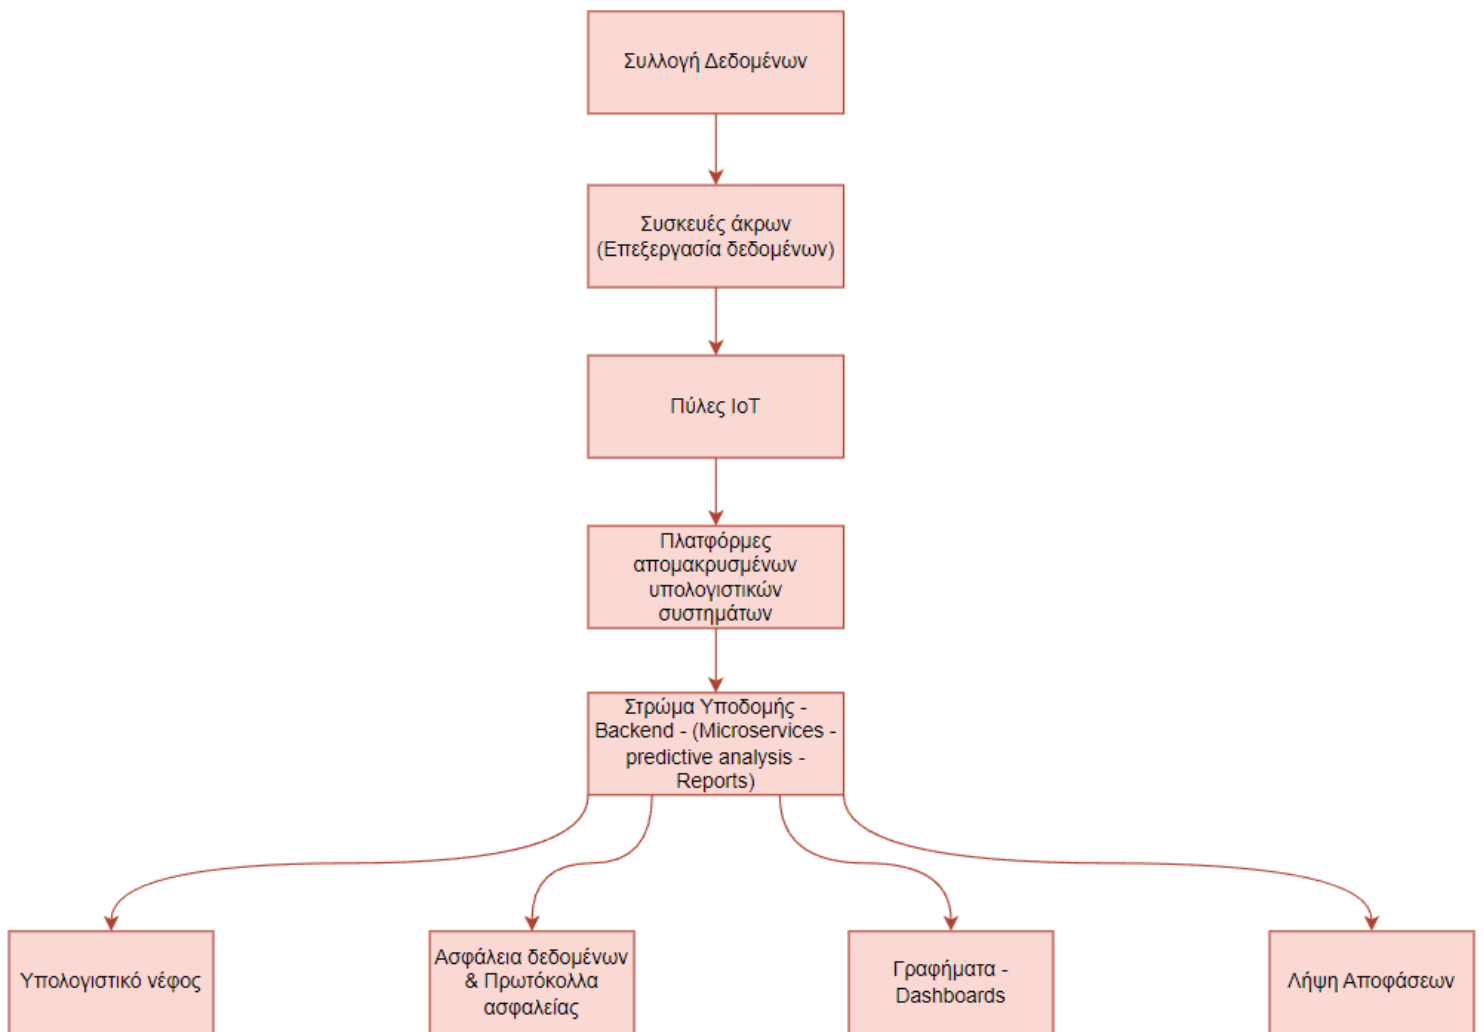 Συλλογή Δεδομένων
Συσκευές άκρων
(Επεξεργασία δεδομένων)
Πύλες IoT
Πλατφόρμες
απομακρυσμένων
υπολογιστικών
συστημάτων
Στρώμα Υποδομής -
Backend - (Microservices -
predictive analysis -
Reports)
Υπολογιστικό νέφος
Ασφάλεια δεδομένων
& Πρωτόκολλα
ασφαλείας
Γραφήματα -
Dashboards
Λήψη Αποφάσεων